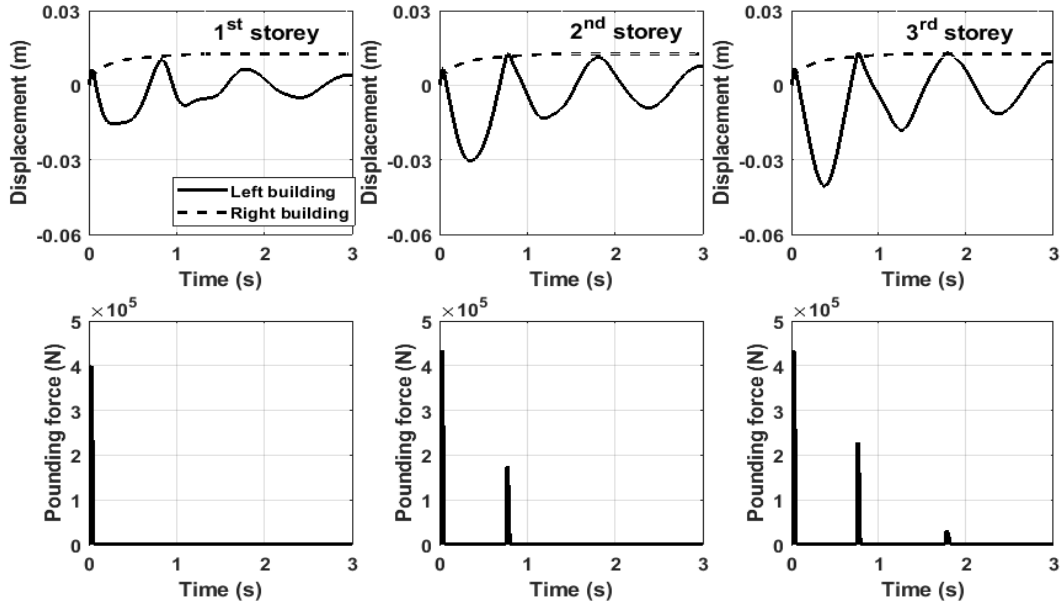 0.03
0
-0.03
-0.06
Displacement (m)
1st storey
Left building
Right building
0 1 2 3
Time (s)
0.03
0
-0.03
-0.06
Displacement (m)
2nd storey
0 1 2 3
Time (s)
0.03
0
-0.03
-0.06
Displacement (m)
3rd storey
0 1 2 3
Time (s)
×10^5
5
4
3
2
1
0
Pounding force (N)
0 1 2 3
Time (s)
×10^5
5
4
3
2
1
0
Pounding force (N)
0 1 2 3
Time (s)
×10^5
5
4
3
2
1
0
Pounding force (N)
0 1 2 3
Time (s)